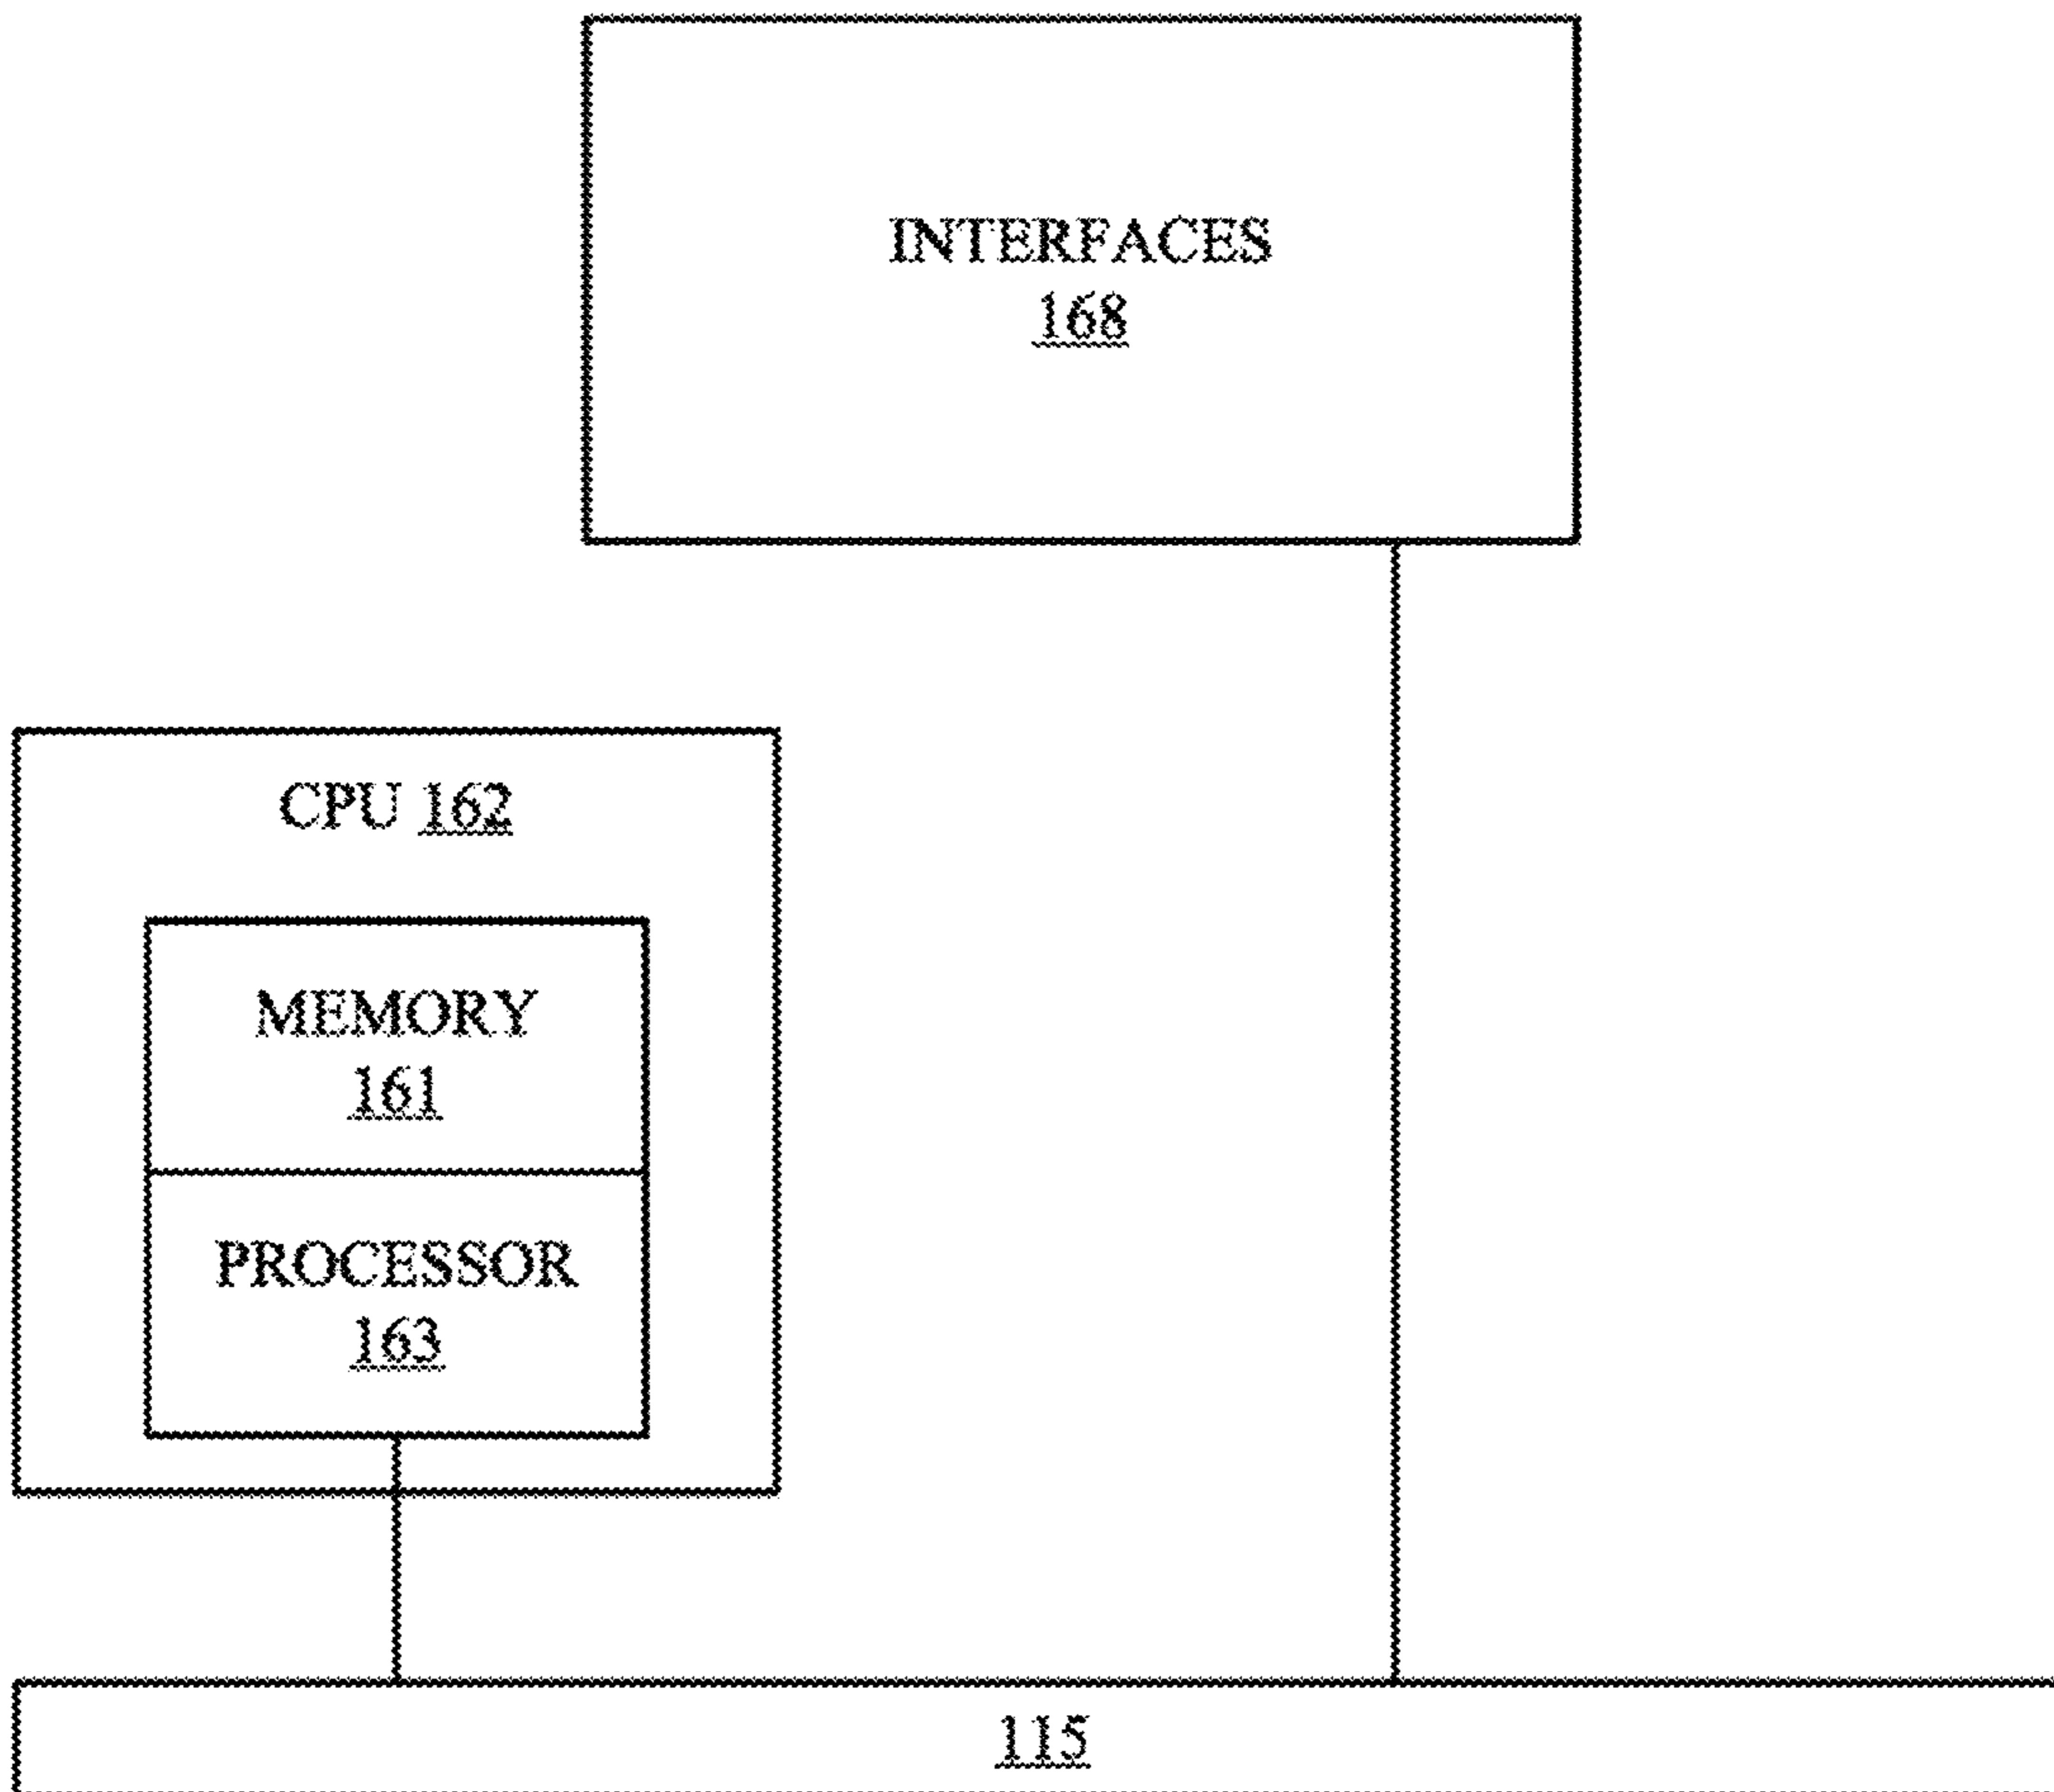 INTERFACES
168
CPU 162
MEMORY
161
PROCESSOR
163
115